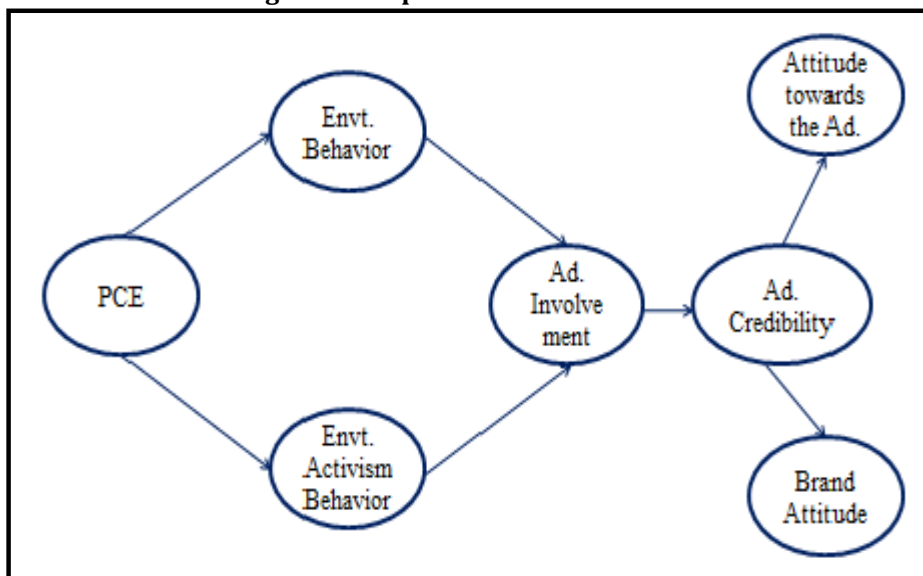 Attitude
towards
the Ad.
Envt.
Behavior
PCE
Ad.
Involve
ment
Ad.
Credibility
Envt.
Activism
Behavior
Brand
Attitude